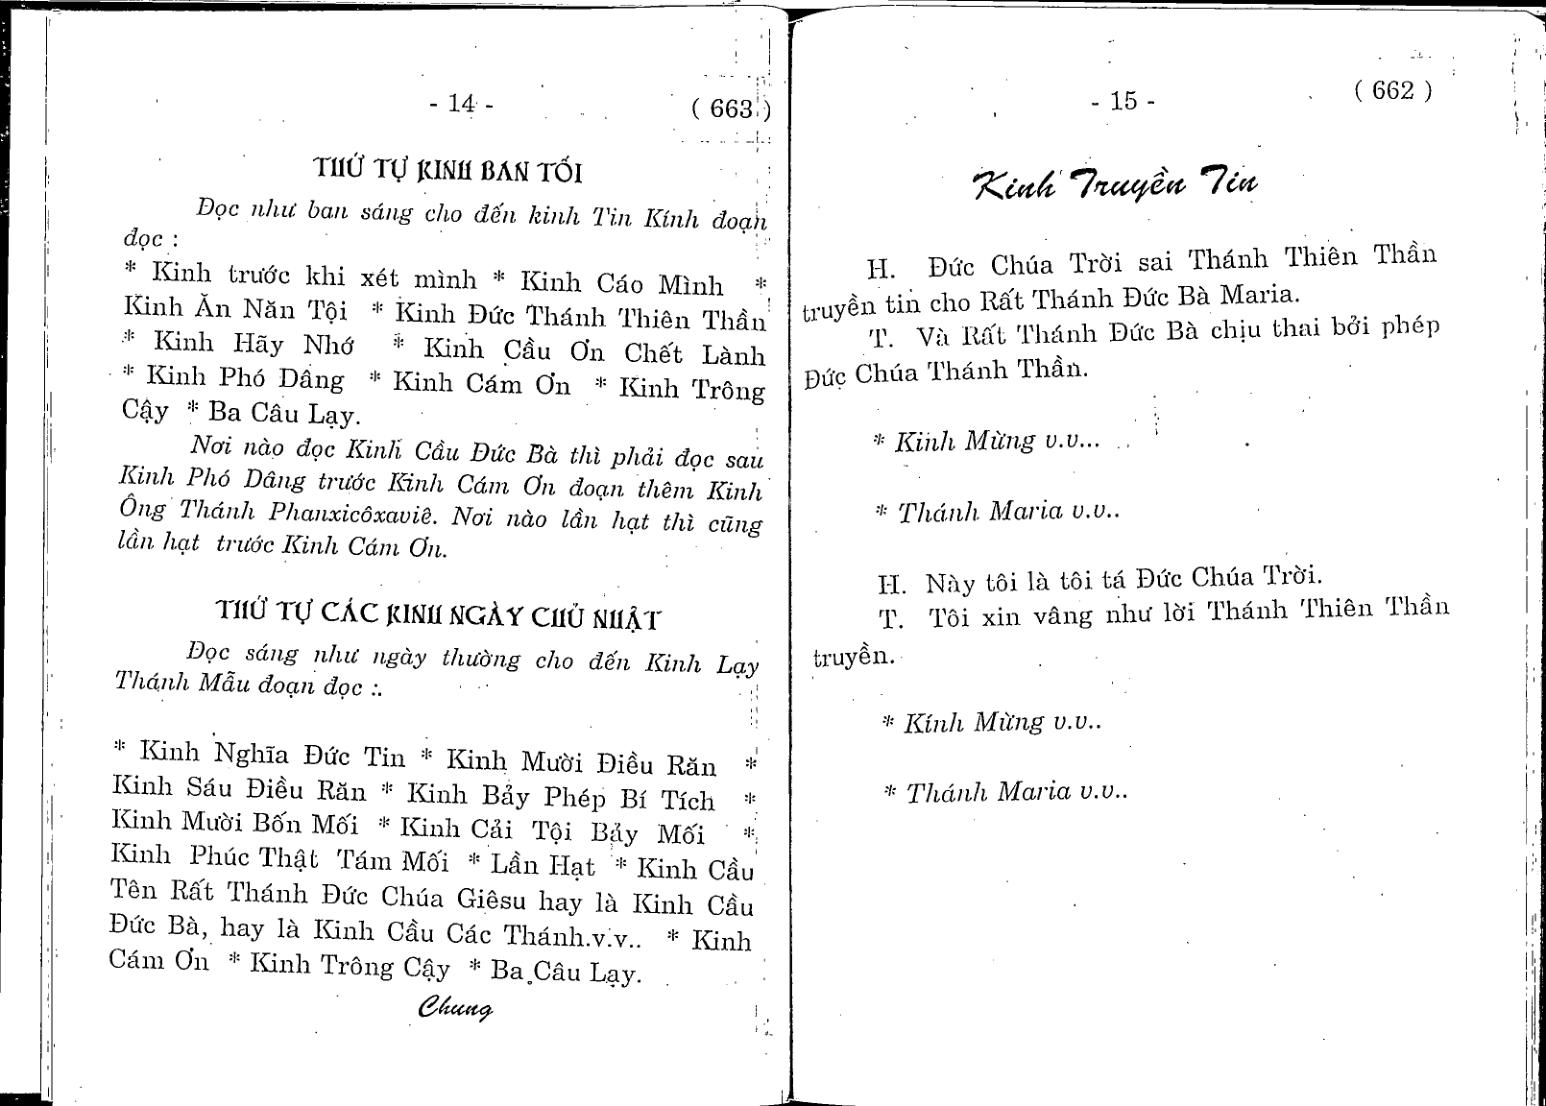 - 14 -
( 663 )
THỨ TỰ KINH BAN TỐI
Đọc như ban sáng cho đến kinh Tin Kính đoạn
đọc :
* Kinh trước khi xét mình * Kinh Cáo Mình *
Kinh Ăn Năn Tội * Kinh Đức Thánh Thiên Thần
* Kinh Hãy Nhớ * Kinh Cầu Ơn Chết Lành
* Kinh Phó Dâng * Kinh Cám Ơn * Kinh Trông
Cậy * Ba Câu Lạy.
Nơi nào đọc Kinh Cầu Đức Bà thì phải đọc sau
Kinh Phó Dâng trước Kinh Cám Ơn đoạn thêm Kinh
Ông Thánh Phanxicôxaviê. Nơi nào lần hạt thì cũng
lần hạt trước Kinh Cám Ơn.
THỨ TỰ CÁC KINH NGÀY CHỦ NHẬT
Đọc sáng như ngày thường cho đến Kinh Lạy
Thánh Mẫu đoạn đọc :.
* Kinh Nghĩa Đức Tin * Kinh Mười Điều Răn *
Kinh Sáu Điều Răn * Kinh Bảy Phép Bí Tích *
Kinh Mười Bốn Mối * Kinh Cải Tội Bảy Mối *
Kinh Phúc Thật Tám Mối * Lần Hạt * Kinh Cầu
Tên Rất Thánh Đức Chúa Giêsu hay là Kinh Cầu
Đức Bà, hay là Kinh Cầu Các Thánh.v.v.. * Kinh
Cám Ơn * Kinh Trông Cậy * Ba Câu Lạy.
Chung
- 15 -
( 662 )
Kinh Truyền Tin
H. Đức Chúa Trời sai Thánh Thiên Thần
truyền tin cho Rất Thánh Đức Bà Maria.
T. Và Rất Thánh Đức Bà chịu thai bởi phép
Đức Chúa Thánh Thần.
* Kính Mừng v.v...
* Thánh Maria v.v..
H. Này tôi là tôi tá Đức Chúa Trời.
T. Tôi xin vâng như lời Thánh Thiên Thần
truyền.
* Kính Mừng v.v..
* Thánh Maria v.v..